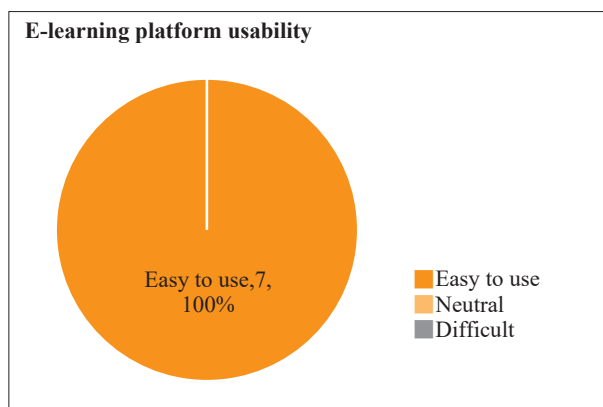 E-learning platform usability
Easy to use,7,
100%
Easy to use
Neutral
Difficult